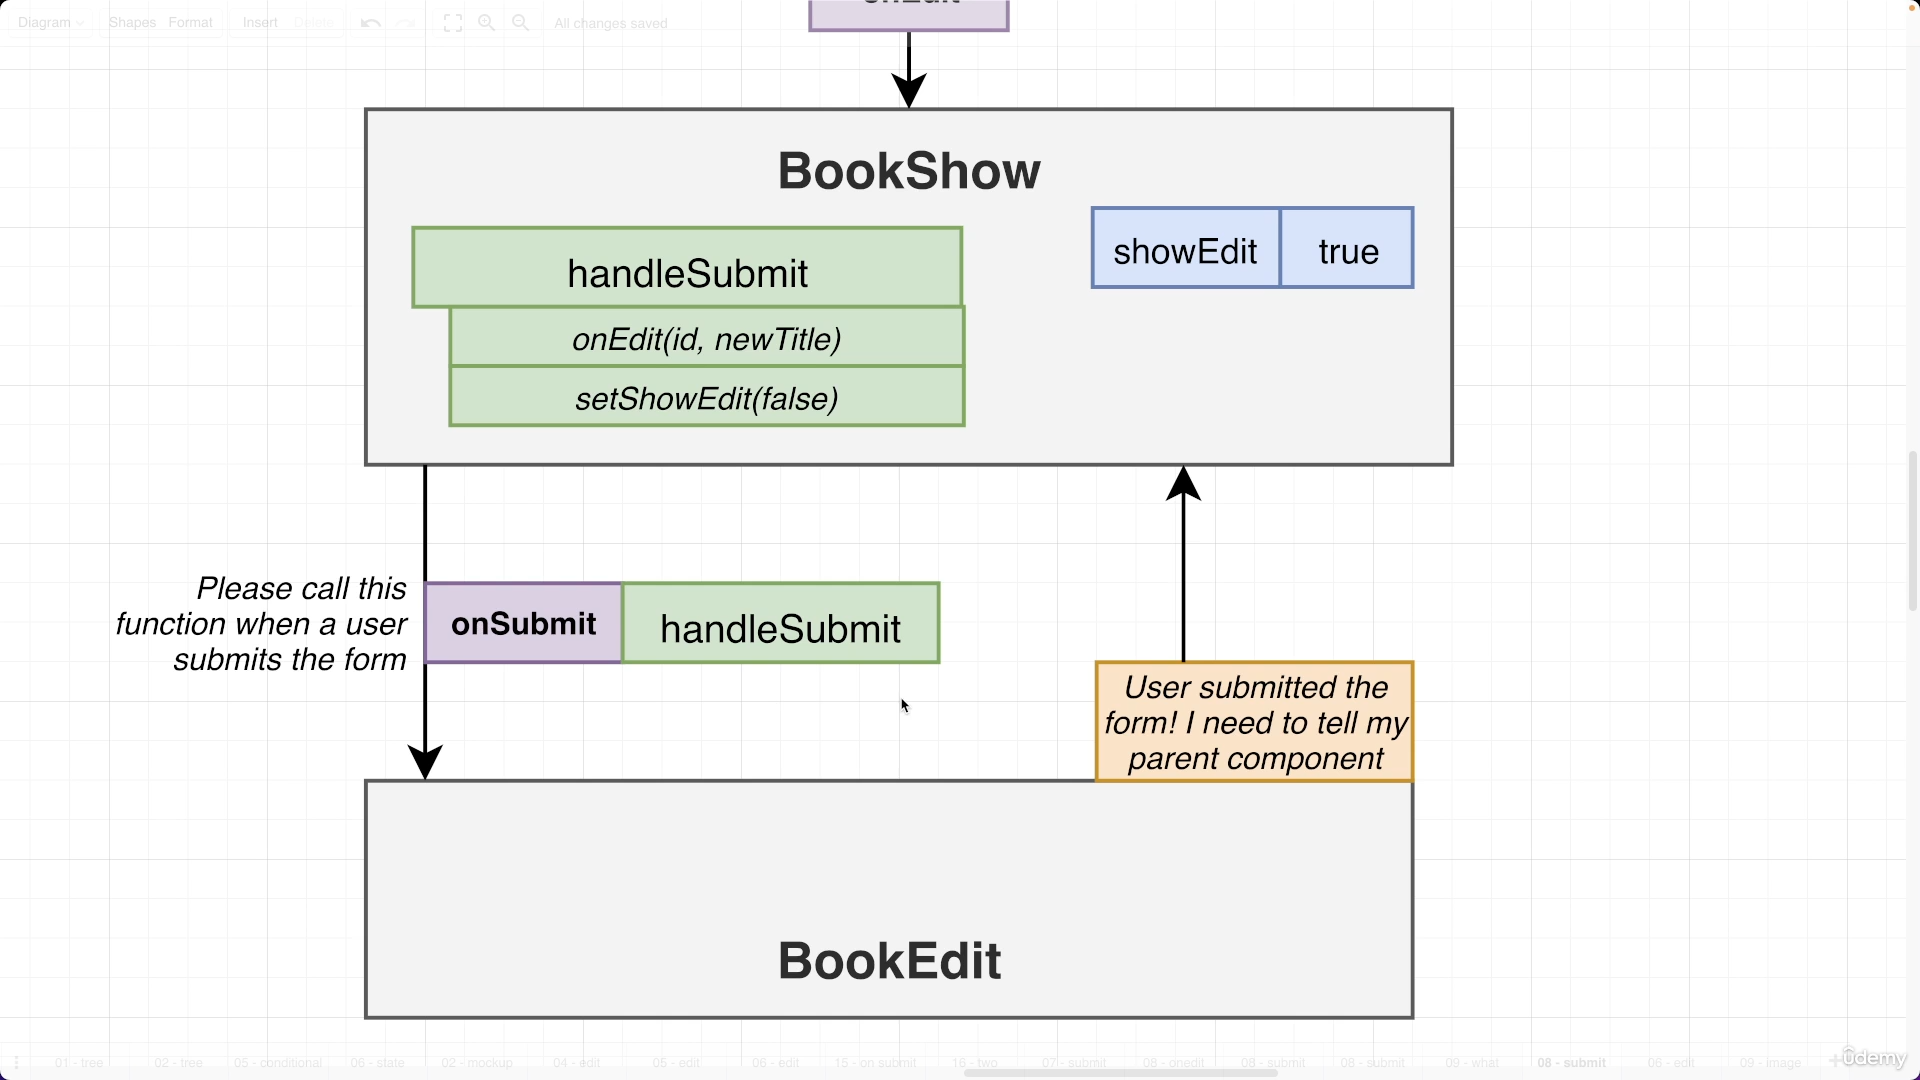 Diagram
Shapes
Format
Insert
Delete
All changes saved
onEdit
BookShow
handleSubmit
onEdit(id, newTitle)
setShowEdit(false)
showEdit
true
Please call this
function when a user
submits the form
onSubmit
handleSubmit
User submitted the
form! I need to tell my
parent component
BookEdit
01 - tree
02 - tree
05 - conditional
06 - state
02 - mockup
04 - edit
05 - edit
06 - edit
15 - on submit
16 - two
07 - submit
08 - onedit
08 - submit
08 - submit
09 - what
08 - submit
06 - edit
09 - image
ûdemy